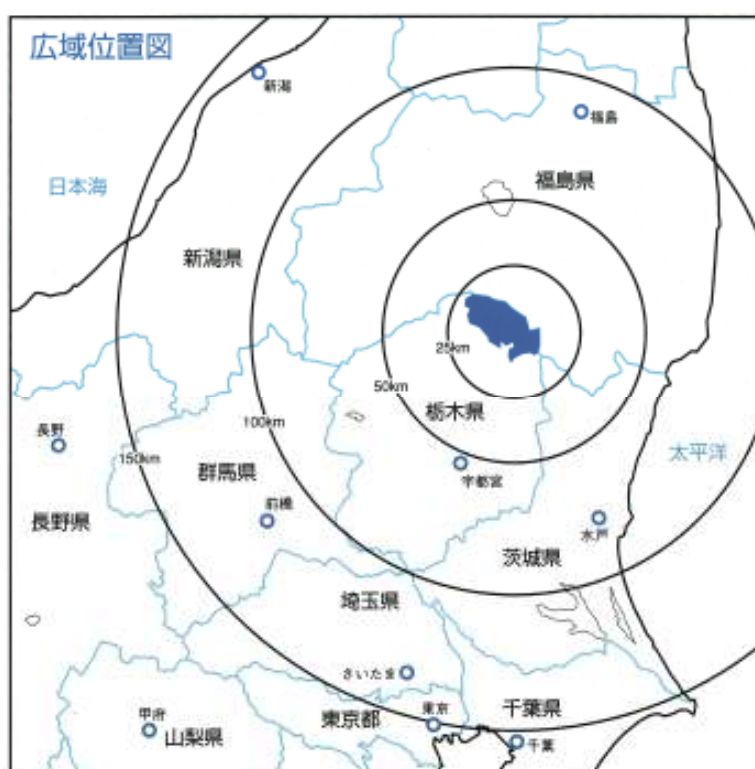 広域位置図
新潟
福島
日本海
福島県
新潟県
25km
50km
栃木県
100km
長野
150km
群馬県
太平洋
宇都宮
前橋
長野県
水戸
茨城県
埼玉県
さいたま
甲府
山梨県
東京都
東京
千葉県
千葉